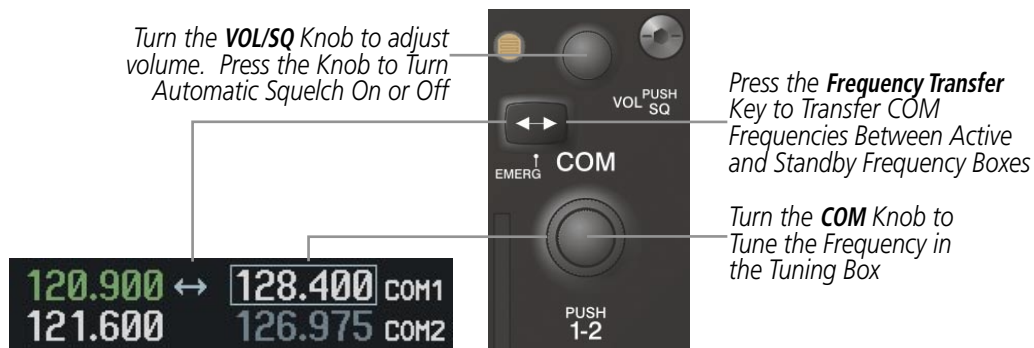 Turn the VOL/SQ Knob to adjust
volume. Press the Knob to Turn
Automatic Squelch On or Off
VOL PUSH SQ
EMERG
COM
PUSH
1-2
Press the Frequency Transfer
Key to Transfer COM
Frequencies Between Active
and Standby Frequency Boxes
Turn the COM Knob to
Tune the Frequency in
the Tuning Box
120.900 ↔ 128.400 COM1
121.600 126.975 COM2